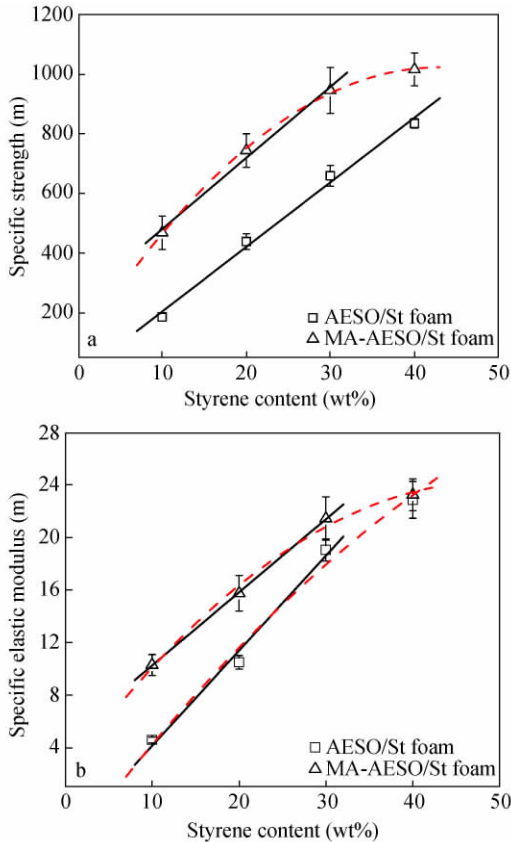 1200
1000
800
600
400
200
Specific strength (m)
a
AESO/St foam
MA-AESO/St foam
0
10
20
30
40
50
Styrene content (wt%)
28
24
20
16
12
8
4
Specific elastic modulus (m)
b
AESO/St foam
MA-AESO/St foam
0
10
20
30
40
50
Styrene content (wt%)